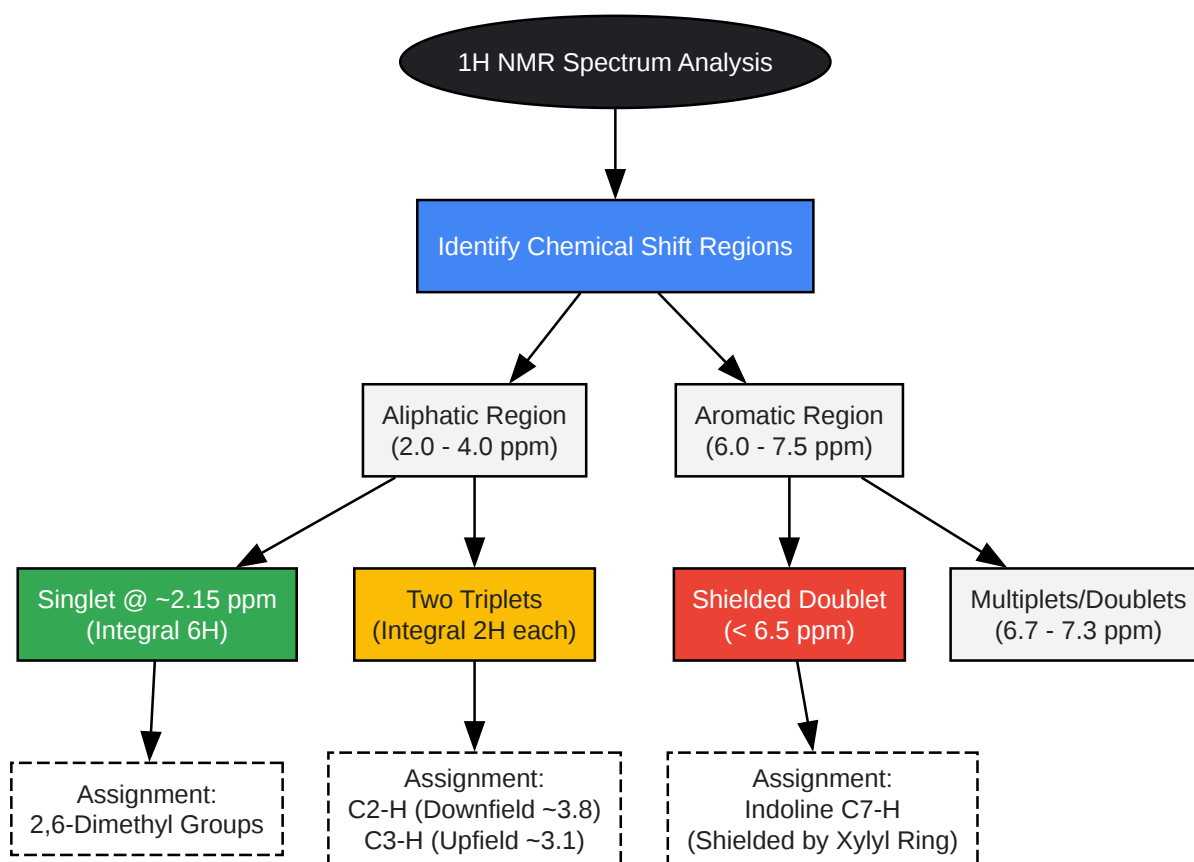 1H NMR Spectrum Analysis
Identify Chemical Shift Regions
Aliphatic Region
(2.0 - 4.0 ppm)
Aromatic Region
(6.0 - 7.5 ppm)
Singlet @ ~2.15 ppm
(Integral 6H)
Two Triplets
(Integral 2H each)
Shielded Doublet
(< 6.5 ppm)
Multiplets/Doublets
(6.7 - 7.3 ppm)
Assignment:
2,6-Dimethyl Groups
Assignment:
C2-H (Downfield ~3.8)
C3-H (Upfield ~3.1)
Assignment:
Indoline C7-H
(Shielded by Xylyl Ring)